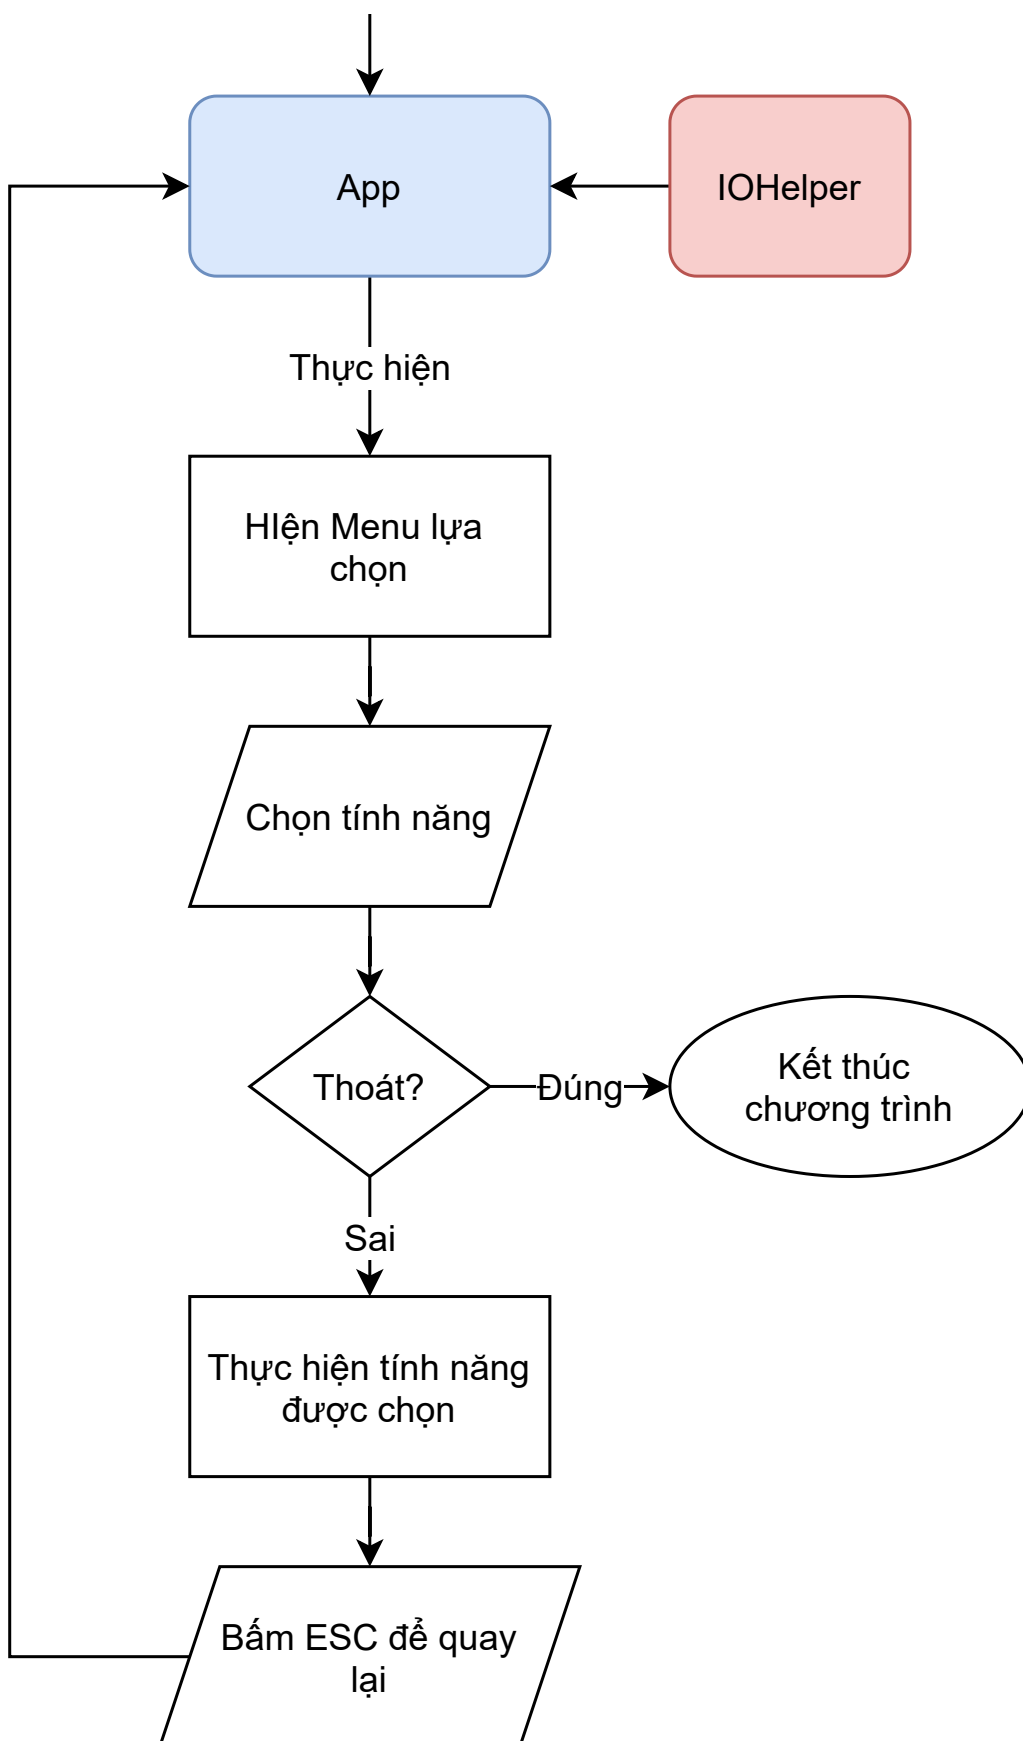 App
IOHelper
Thực hiện
HIện Menu lựa
chọn
Chọn tính năng
Thoát?
Đúng
Kết thúc
chương trình
Sai
Thực hiện tính năng
được chọn
Bấm ESC để quay
lại